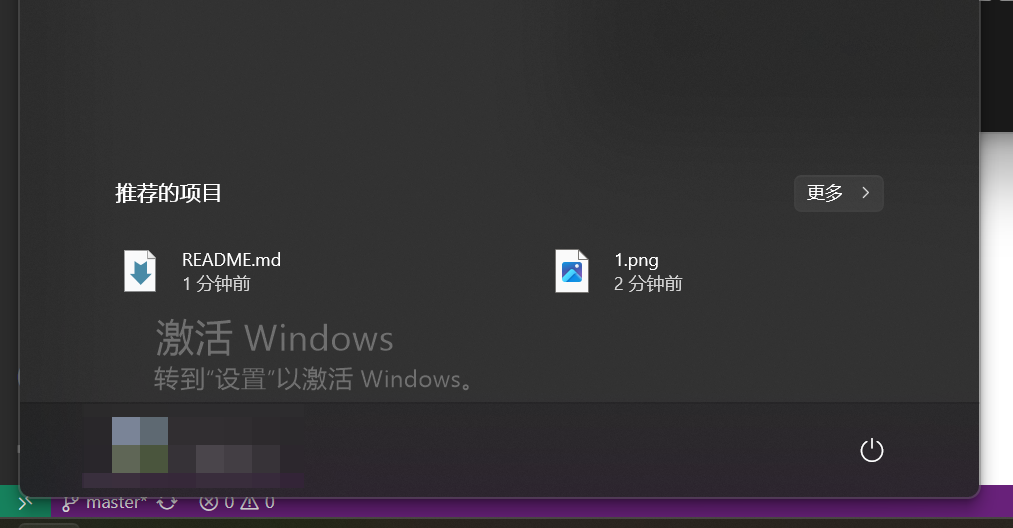 推荐的项目
更多
README.md
1 分钟前
1.png
2 分钟前
激活 Windows
转到“设置”以激活 Windows。
master* 0 0